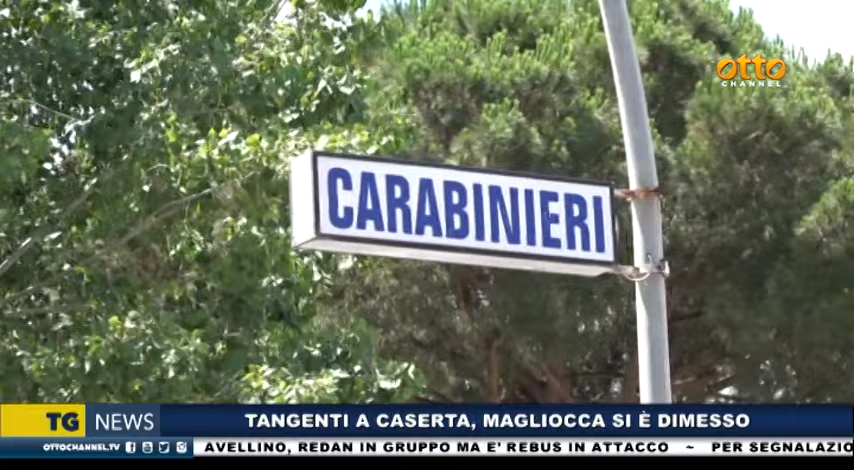 otto
CHANNEL
CARABINIERI
TG NEWS
TANGENTI A CASERTA, MAGLIOCCA SI È DIMESSO
OTTOCHANNEL.TV
AVELLINO, REDAN IN GRUPPO MA E' REBUS IN ATTACCO ~ PER SEGNALAZIO